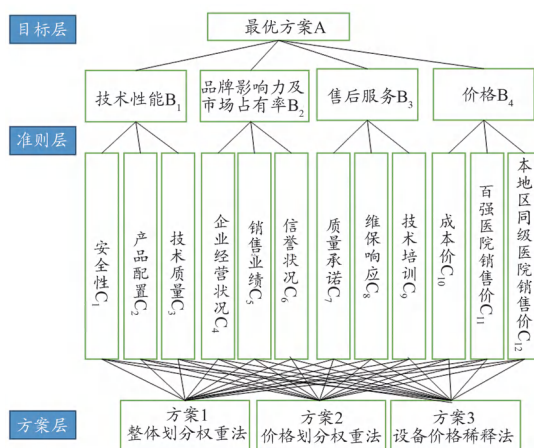 目标层
最优方案A
技术性能B1
品牌影响力及
市场占有率B2
售后服务B3
价格B4
准则层
安全性C1
产品配置C2
技术质量C3
企业经营状况C4
销售业绩C5
信誉状况C6
质量承诺C7
维保响应C8
技术培训C9
成本价C10
百强医院销售价C11
本地区同级医院销售价C12
方案层
方案1
整体划分权重法
方案2
价格划分权重法
方案3
设备价格稀释法